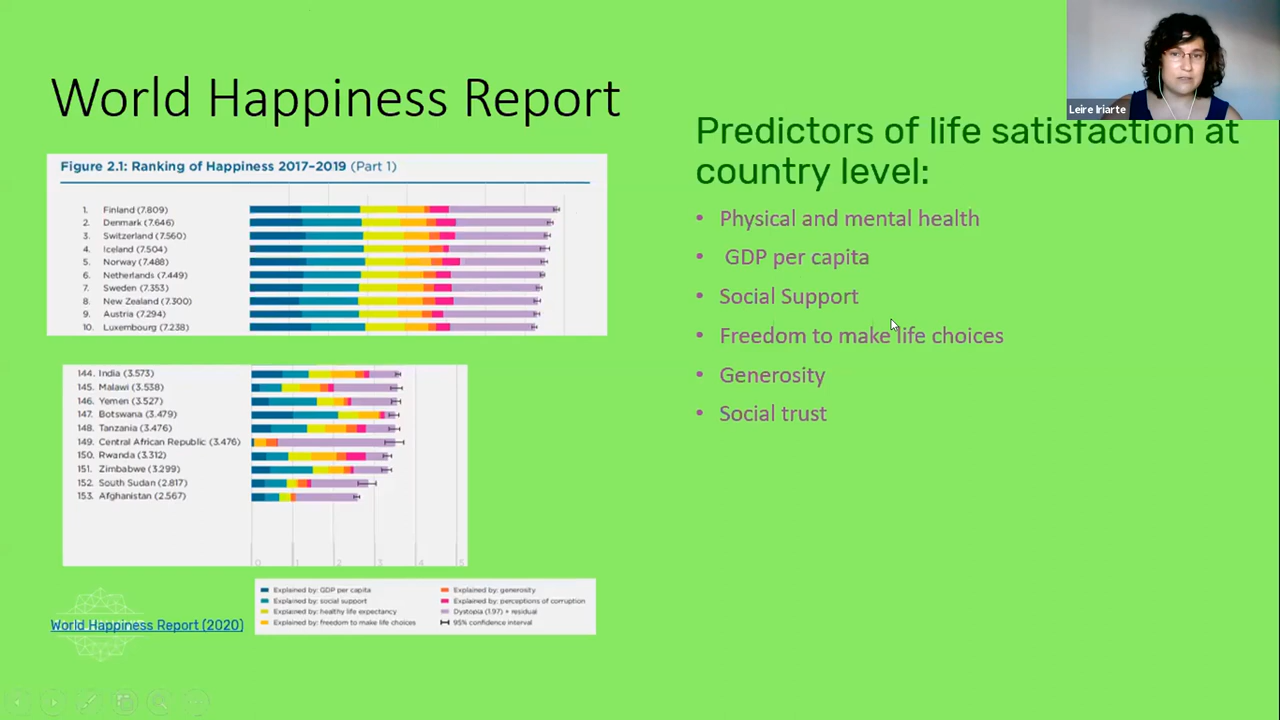 World Happiness Report
Figure 2.1: Ranking of Happiness 2017–2019 (Part 1)
1. Finland (7.809)
2. Denmark (7.646)
3. Switzerland (7.560)
4. Iceland (7.504)
5. Norway (7.488)
6. Netherlands (7.449)
7. Sweden (7.353)
8. New Zealand (7.300)
9. Austria (7.294)
10. Luxembourg (7.238)
144. India (3.573)
145. Malawi (3.538)
146. Yemen (3.527)
147. Botswana (3.479)
148. Tanzania (3.476)
149. Central African Republic (3.476)
150. Rwanda (3.312)
151. Zimbabwe (3.299)
152. South Sudan (2.817)
153. Afghanistan (2.567)
0 1 2 3 4 5
Explained by: GDP per capita
Explained by: social support
Explained by: healthy life expectancy
Explained by: freedom to make life choices
Explained by: generosity
Explained by: perceptions of corruption
Dystopia (1.97) + residual
95% confidence interval
World Happiness Report (2020)
Leire Iriarte
Predictors of life satisfaction at
country level:
• Physical and mental health
• GDP per capita
• Social Support
• Freedom to make life choices
• Generosity
• Social trust